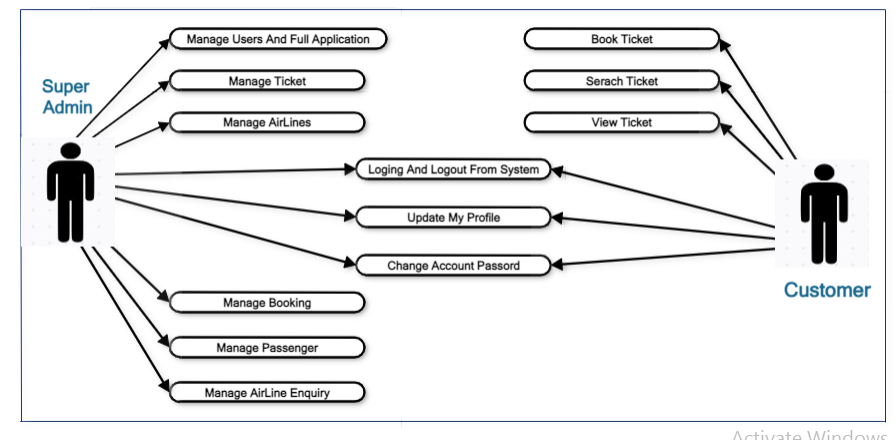 Manage Users And Full Application
Book Ticket
Super
Admin
Manage Ticket
Serach Ticket
Manage AirLines
View Ticket
Loging And Logout From System
Update My Profile
Change Account Passord
Customer
Manage Booking
Manage Passenger
Manage AirLine Enquiry
Activate Windows